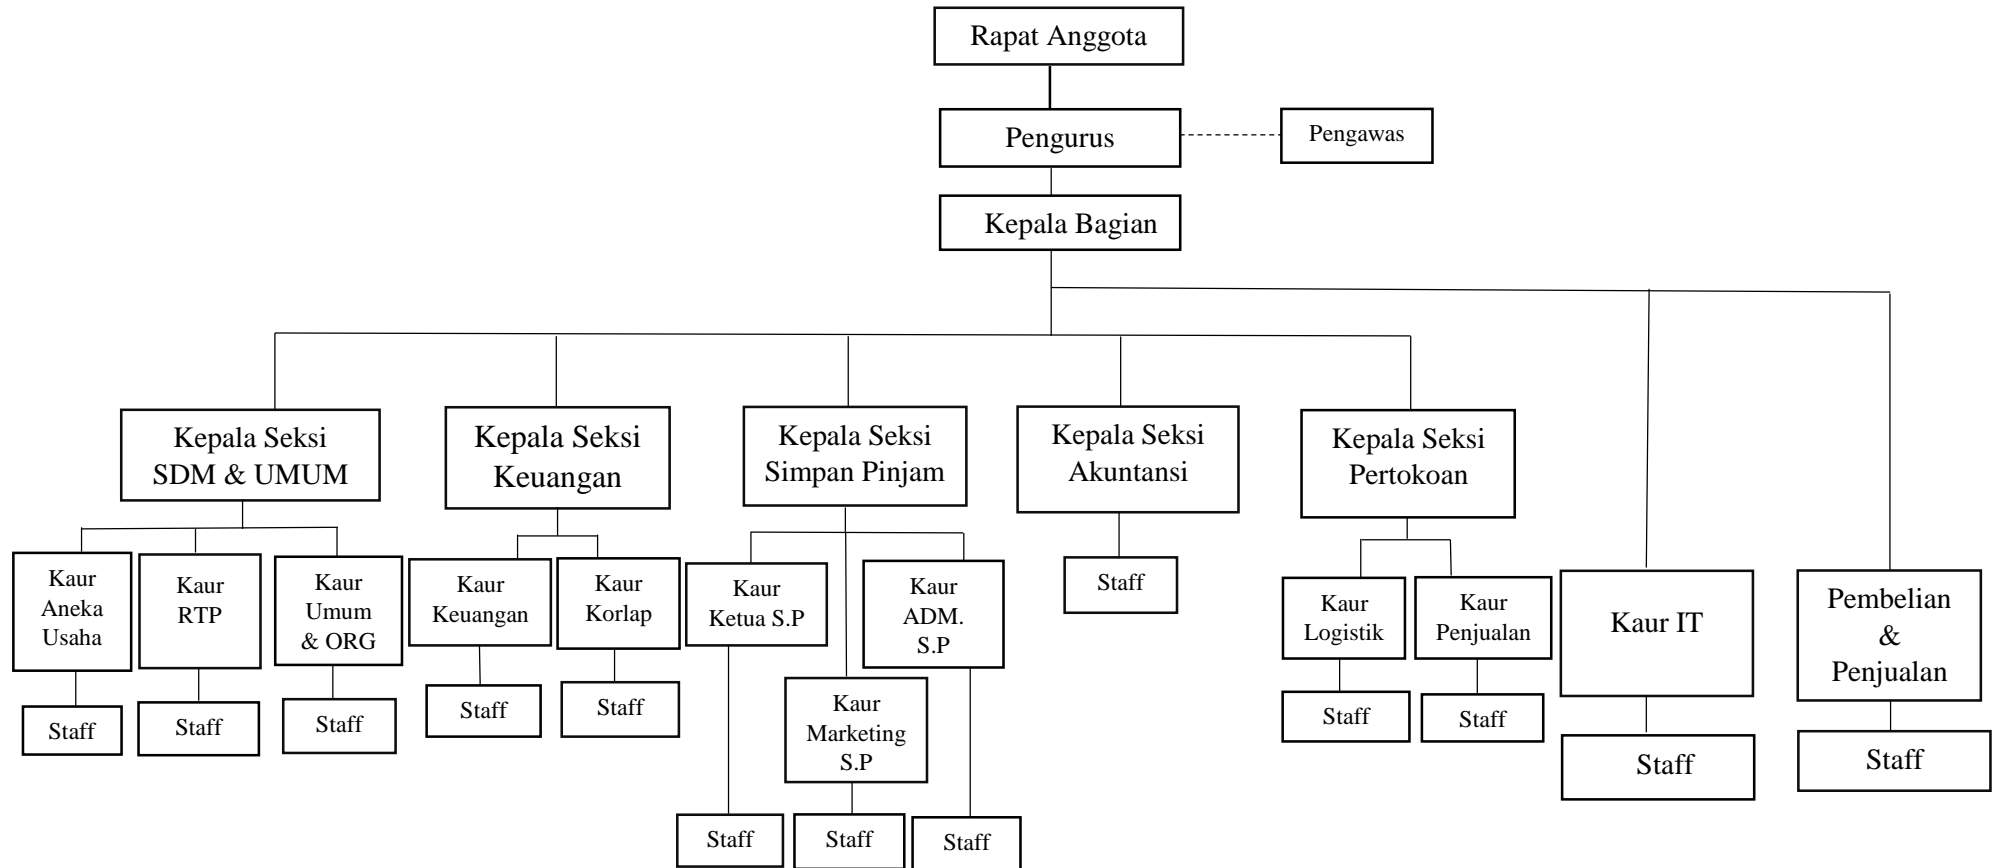 Rapat Anggota
Pengurus
Pengawas
Kepala Bagian
Kepala Seksi
SDM & UMUM
Kepala Seksi
Keuangan
Kepala Seksi
Simpan Pinjam
Kepala Seksi
Akuntansi
Kepala Seksi
Pertokoan
Kaur
Aneka
Usaha
Kaur
RTP
Kaur
Umum
& ORG
Kaur
Keuangan
Kaur
Korlap
Kaur
Ketua S.P
Kaur
ADM.
S.P
Staff
Kaur
Logistik
Kaur
Penjualan
Kaur IT
Pembelian
&
Penjualan
Staff
Staff
Staff
Staff
Staff
Kaur
Marketing
S.P
Staff
Staff
Staff
Staff
Staff
Staff
Staff